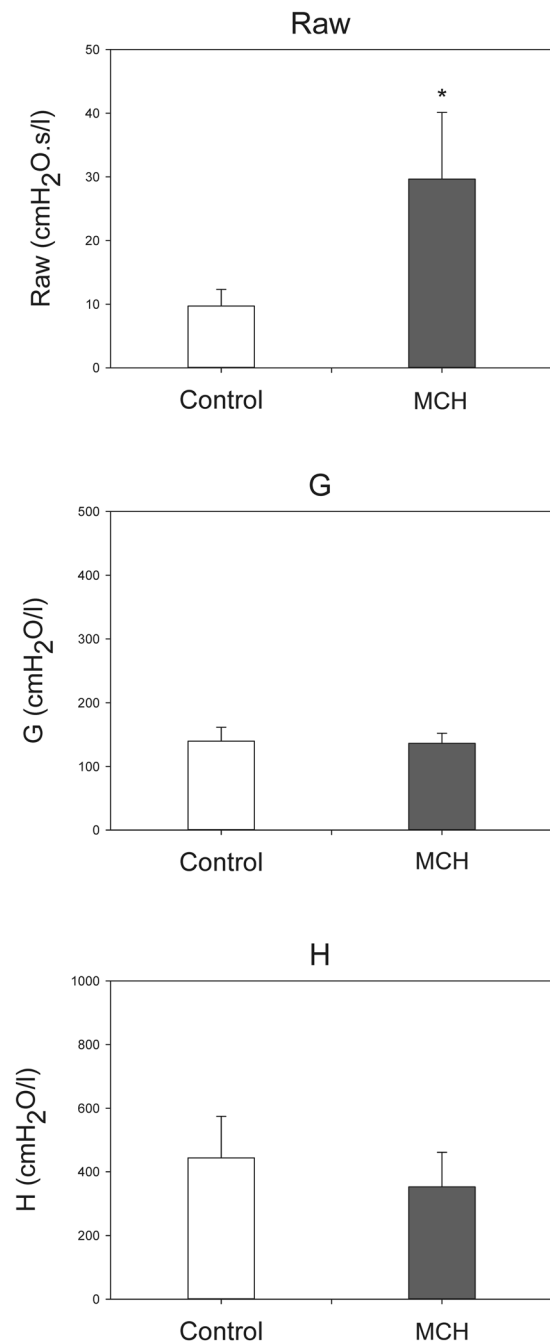 Raw
50
40
30
20
10
0
Raw (cmH₂O.s/l)
*
Control MCH
G
500
400
300
200
100
0
G (cmH₂O/l)
Control MCH
H
1000
800
600
400
200
0
H (cmH₂O/l)
Control MCH